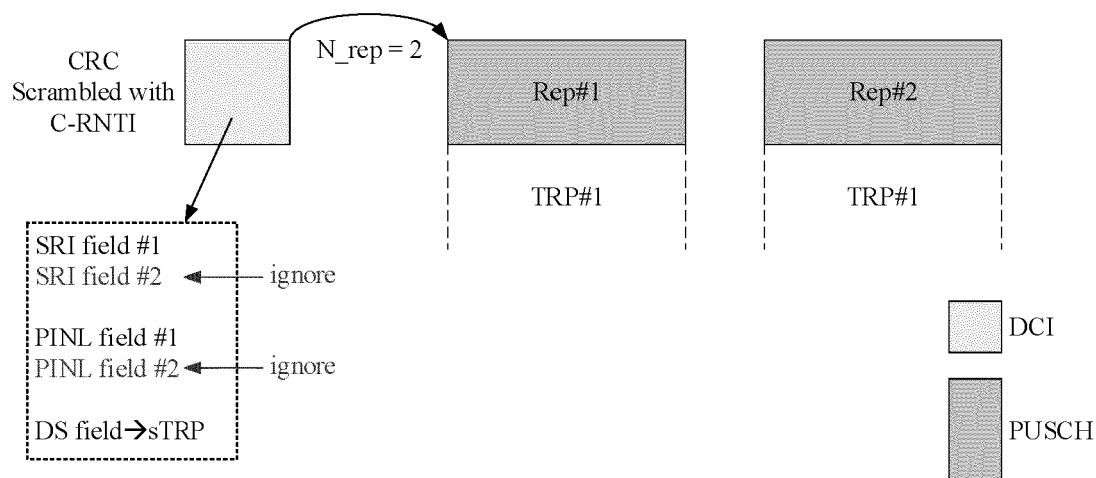 CRC
Scrambled with
C-RNTI
N_rep = 2
Rep#1
Rep#2
TRP#1
TRP#1
SRI field #1
SRI field #2
ignore
PINL field #1
PINL field #2
ignore
DS field→sTRP
DCI
PUSCH